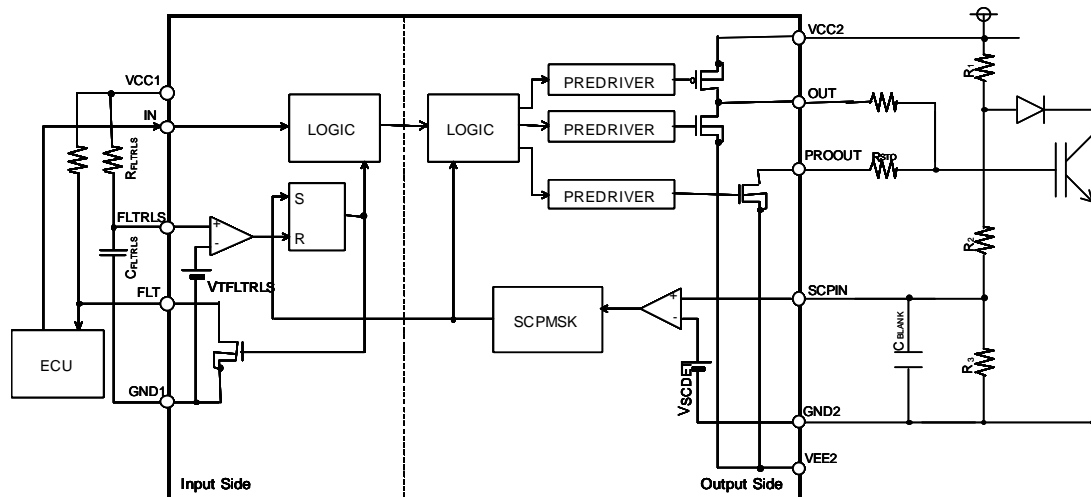 VCC2
R1
VCC1
PREDRIVER
OUT
IN
LOGIC
LOGIC
PREDRIVER
PROOUT
RSTO
RFLTRLS
S
PREDRIVER
FLTRLS
+
R
-
R2
CFLTRLS
VTFLTRLS
FLT
SCPIN
+
SCPMSK
-
CBLANK
ECU
R3
VSCDET
GND1
GND2
VEE2
Input Side
Output Side